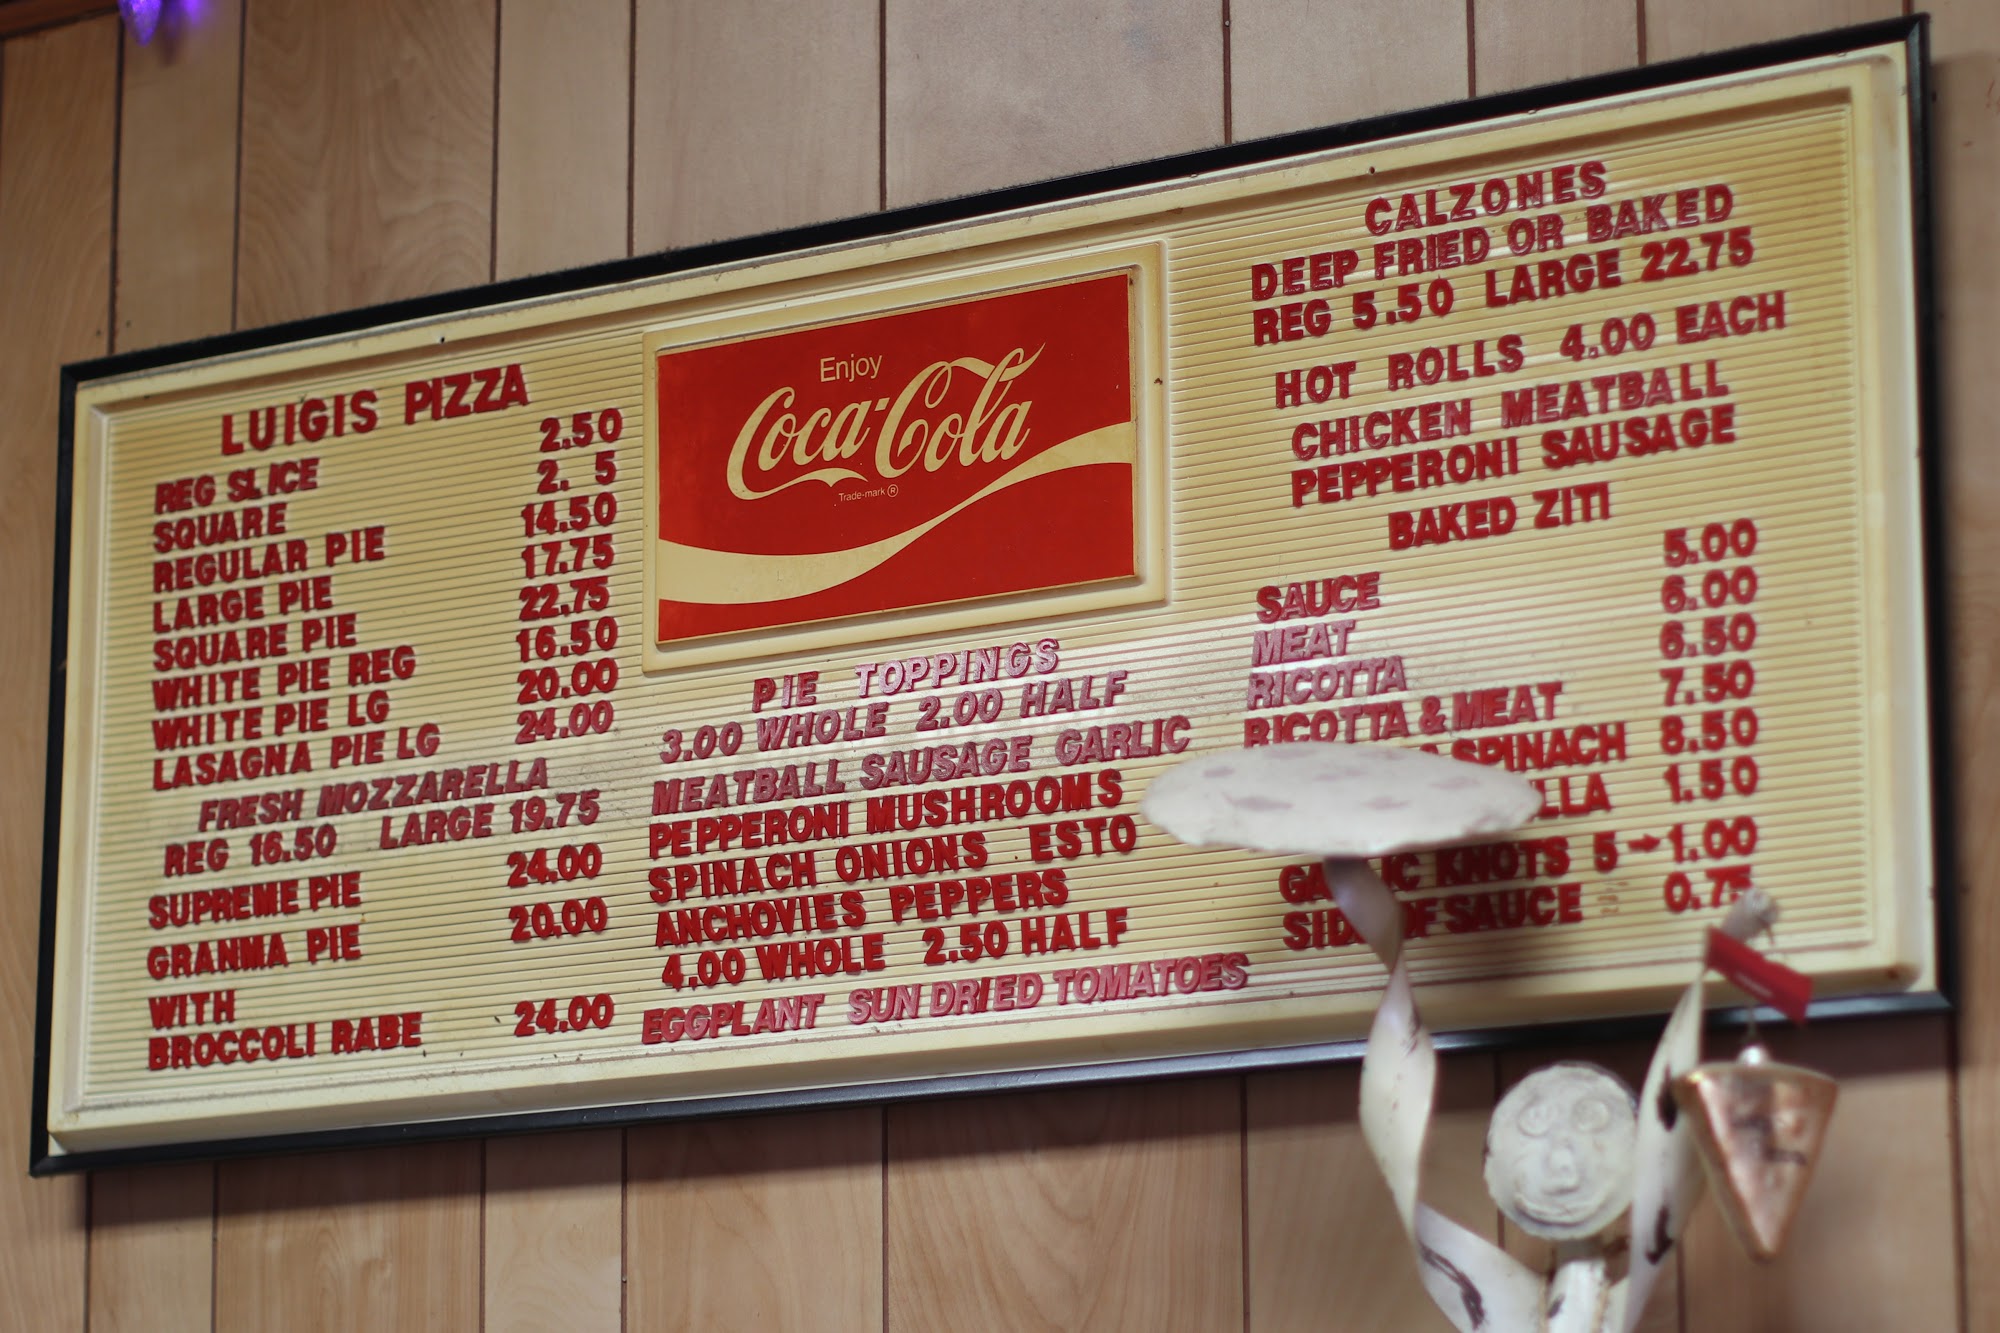 LUIGIS PIZZA
REG SLICE 2.50
SQUARE 2. 5
REGULAR PIE 14.50
LARGE PIE 17.75
SQUARE PIE 22.75
WHITE PIE REG 16.50
WHITE PIE LG 20.00
LASAGNA PIE LG 24.00
FRESH MOZZARELLA
REG 16.50 LARGE 19.75
SUPREME PIE 24.00
GRANMA PIE 20.00
WITH
BROCCOLI RABE 24.00
Enjoy
Coca-Cola
Trade-mark ®
PIE TOPPINGS
3.00 WHOLE 2.00 HALF
MEATBALL SAUSAGE GARLIC
PEPPERONI MUSHROOMS
SPINACH ONIONS ESTO
ANCHOVIES PEPPERS
4.00 WHOLE 2.50 HALF
EGGPLANT SUN DRIED TOMATOES
CALZONES
DEEP FRIED OR BAKED
REG 5.50 LARGE 22.75
HOT ROLLS 4.00 EACH
CHICKEN MEATBALL
PEPPERONI SAUSAGE
BAKED ZITI
SAUCE 5.00
MEAT 6.00
RICOTTA 6.50
RICOTTA & MEAT 7.50
SPINACH 8.50
1.50
GARLIC KNOTS 5→1.00
SIDE OF SAUCE 0.75